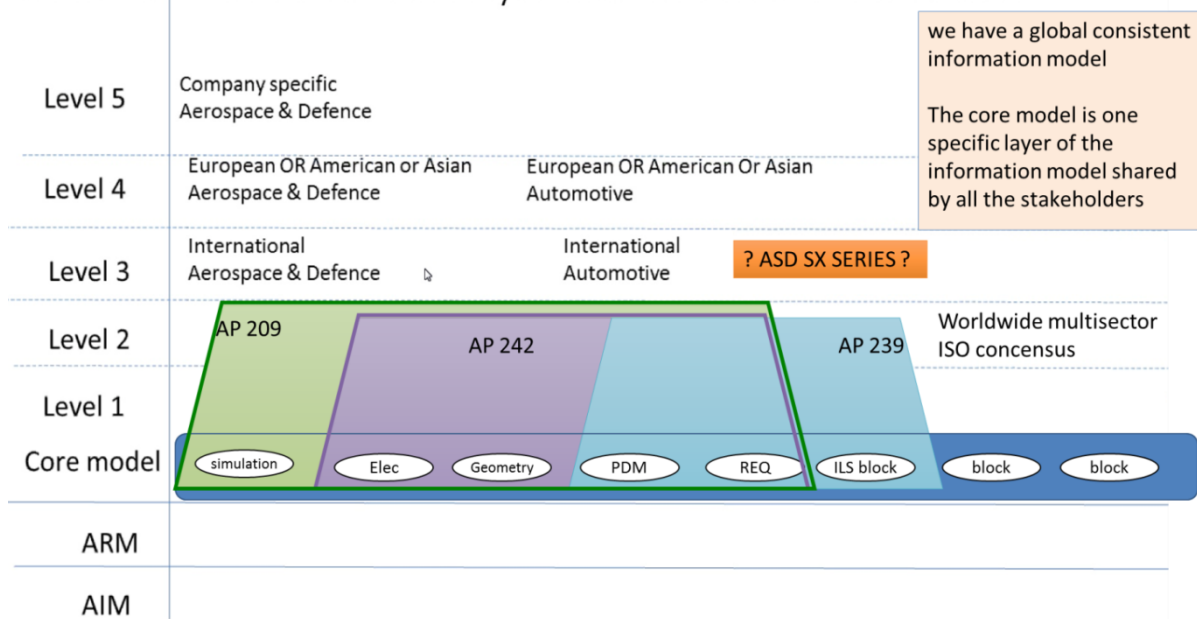 we have a global consistent
information model
The core model is one
specific layer of the
information model shared
by all the stakeholders
Level 5
Company specific
Aerospace & Defence
Level 4
European OR American or Asian
Aerospace & Defence
European OR American Or Asian
Automotive
Level 3
International
Aerospace & Defence
International
Automotive
? ASD SX SERIES ?
Level 2
AP 209
AP 242
AP 239
Worldwide multisector
ISO concensus
Level 1
Core model
simulation
Elec
Geometry
PDM
REQ
ILS block
block
block
ARM
AIM